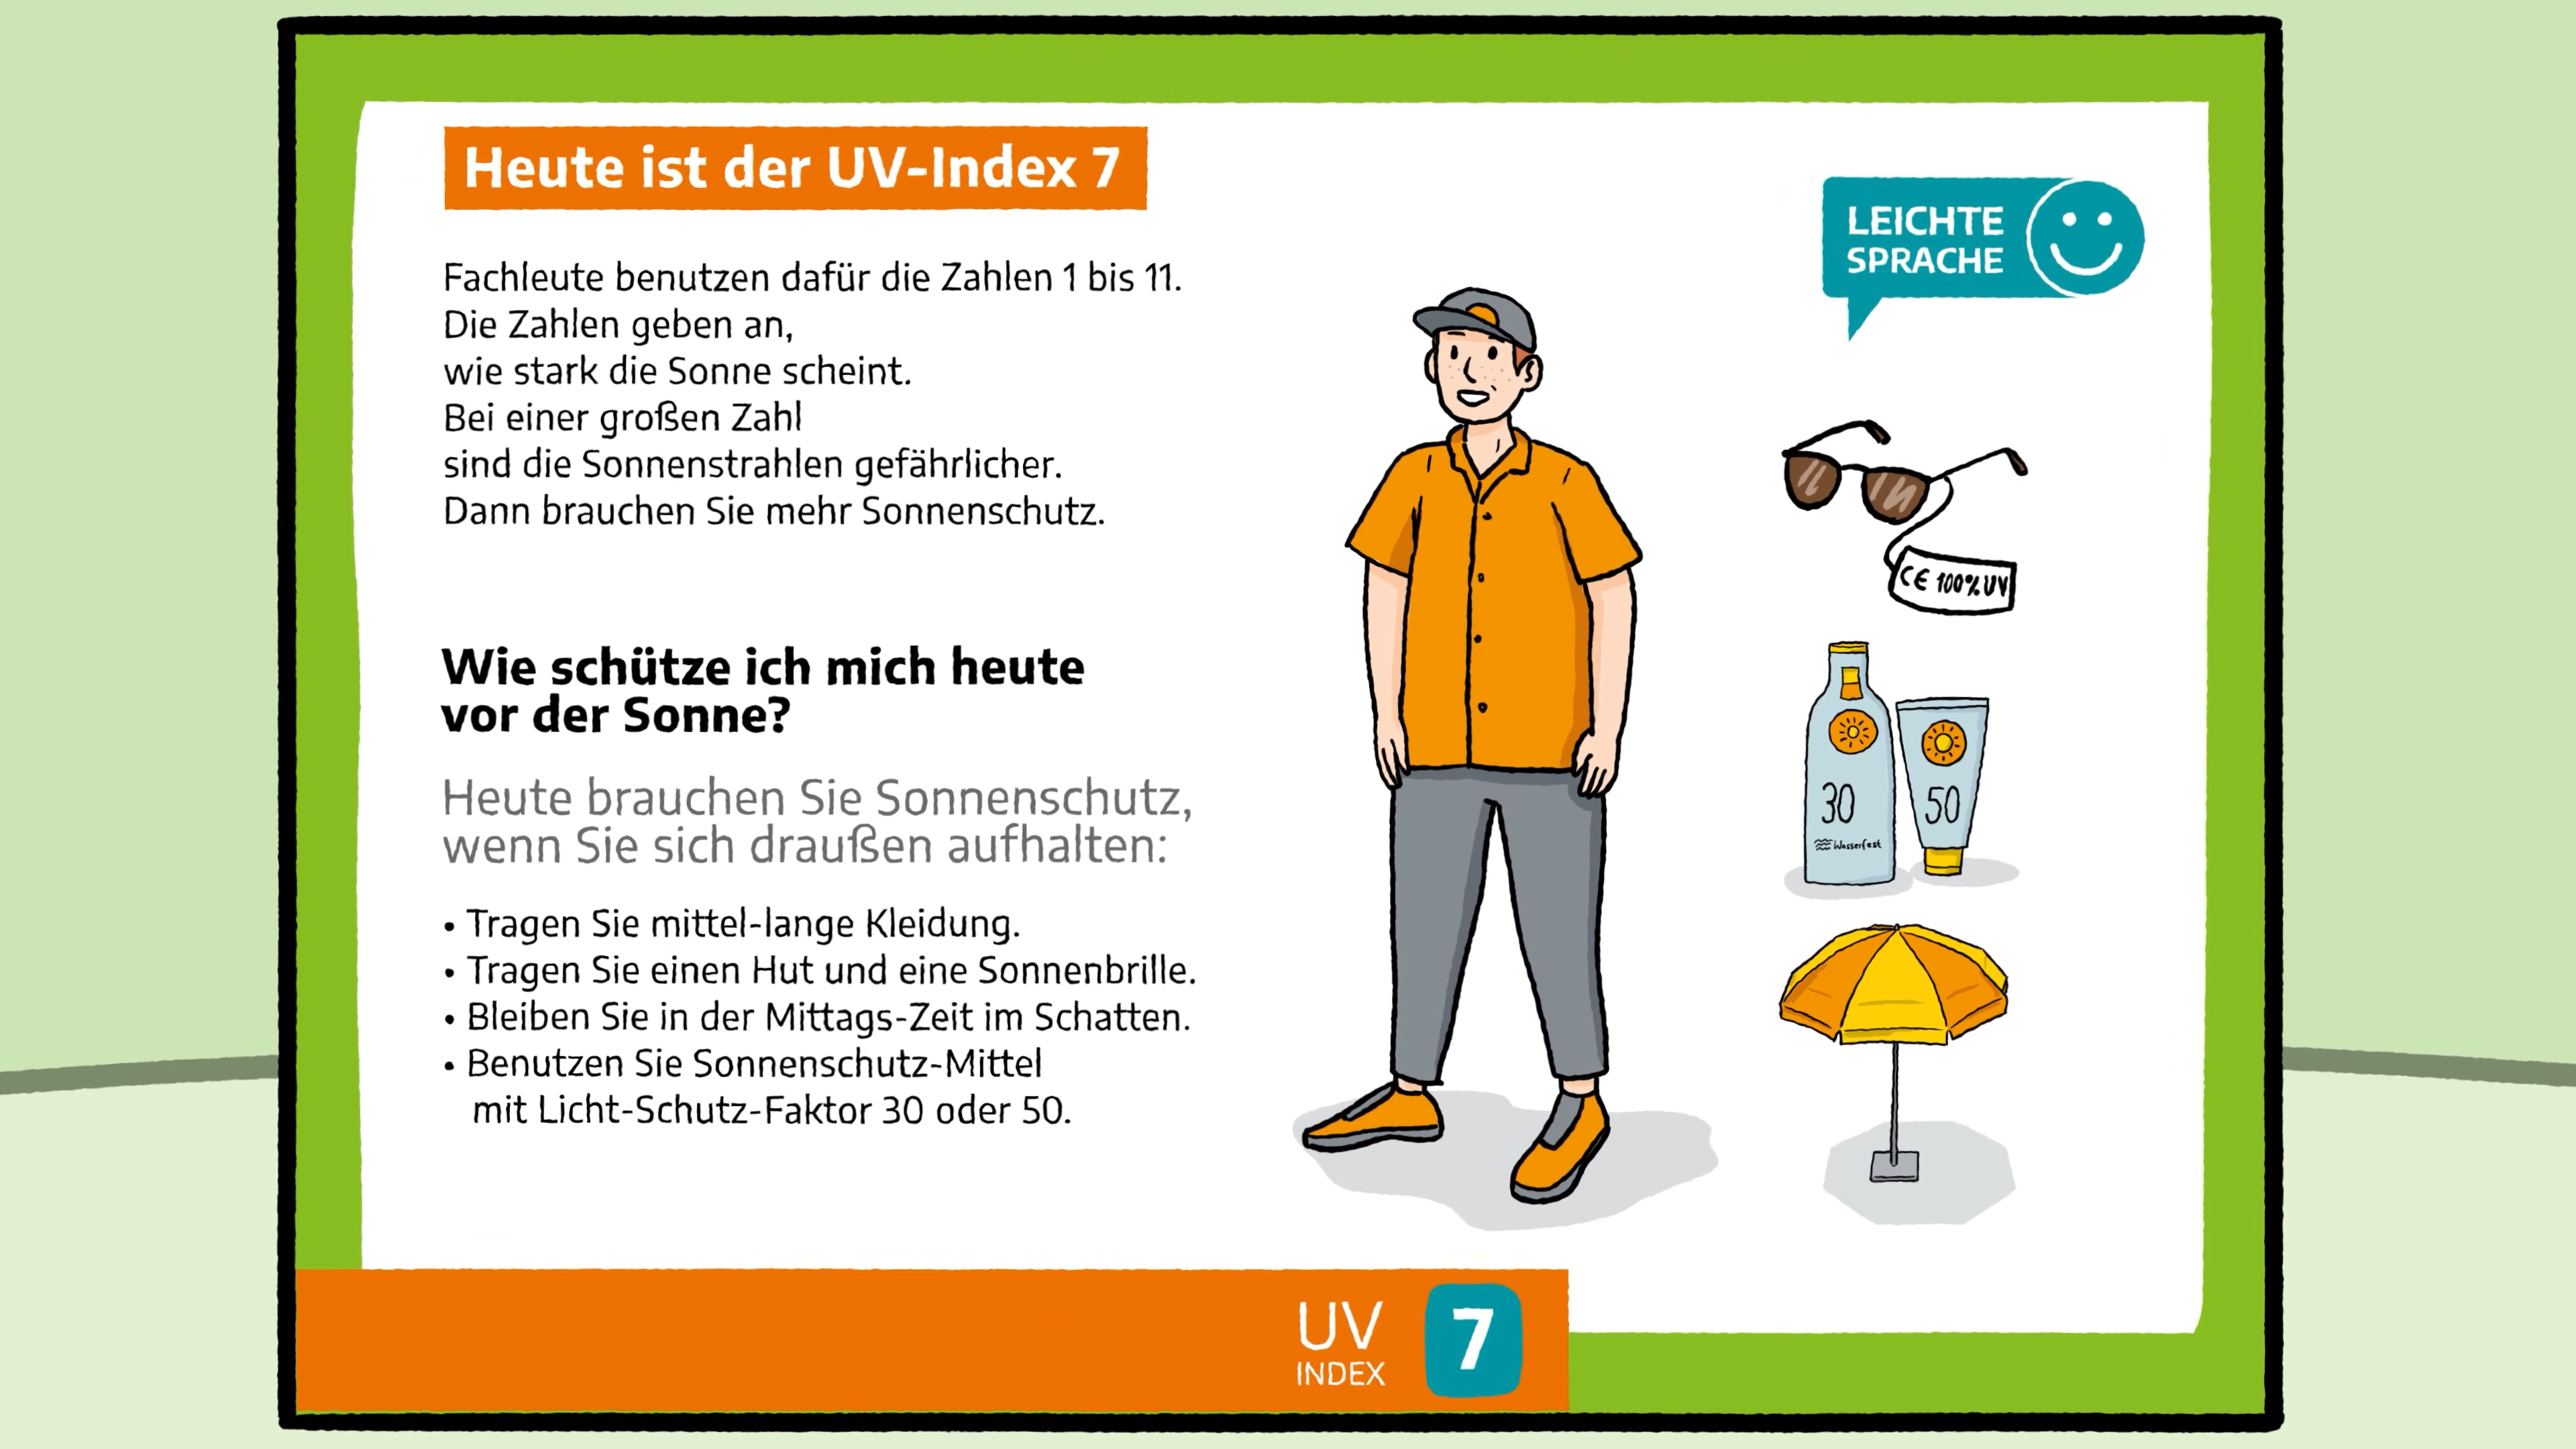 Heute ist der UV-Index 7
Fachleute benutzen dafür die Zahlen 1 bis 11.
Die Zahlen geben an,
wie stark die Sonne scheint.
Bei einer großen Zahl
sind die Sonnenstrahlen gefährlicher.
Dann brauchen Sie mehr Sonnenschutz.
Wie schütze ich mich heute
vor der Sonne?
Heute brauchen Sie Sonnenschutz,
wenn Sie sich draußen aufhalten:
• Tragen Sie mittel-lange Kleidung.
• Tragen Sie einen Hut und eine Sonnenbrille.
• Bleiben Sie in der Mittags-Zeit im Schatten.
• Benutzen Sie Sonnenschutz-Mittel
mit Licht-Schutz-Faktor 30 oder 50.
LEICHTE
SPRACHE
CE 100% UV
30
Wasserfest
50
UV
INDEX
7